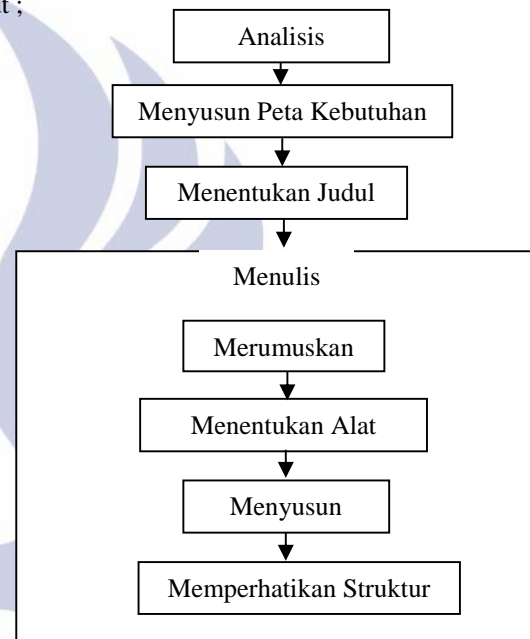 Analisis
Menyusun Peta Kebutuhan
Menentukan Judul
Menulis
Merumuskan
Menentukan Alat
Menyusun
Memperhatikan Struktur